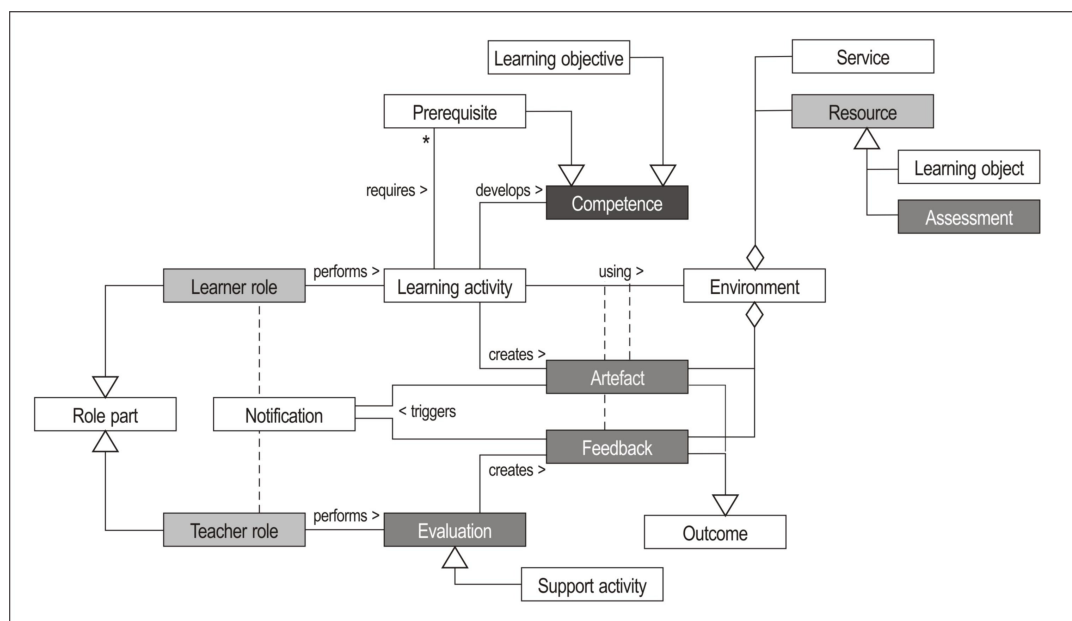 Learning objective
Service
Prerequisite
Resource
*
Learning object
requires >
develops >
Competence
Assessment
performs >
using >
Learner role
Learning activity
Environment
creates >
Artefact
Role part
Notification
< triggers
Feedback
creates >
performs >
Teacher role
Evaluation
Outcome
Support activity